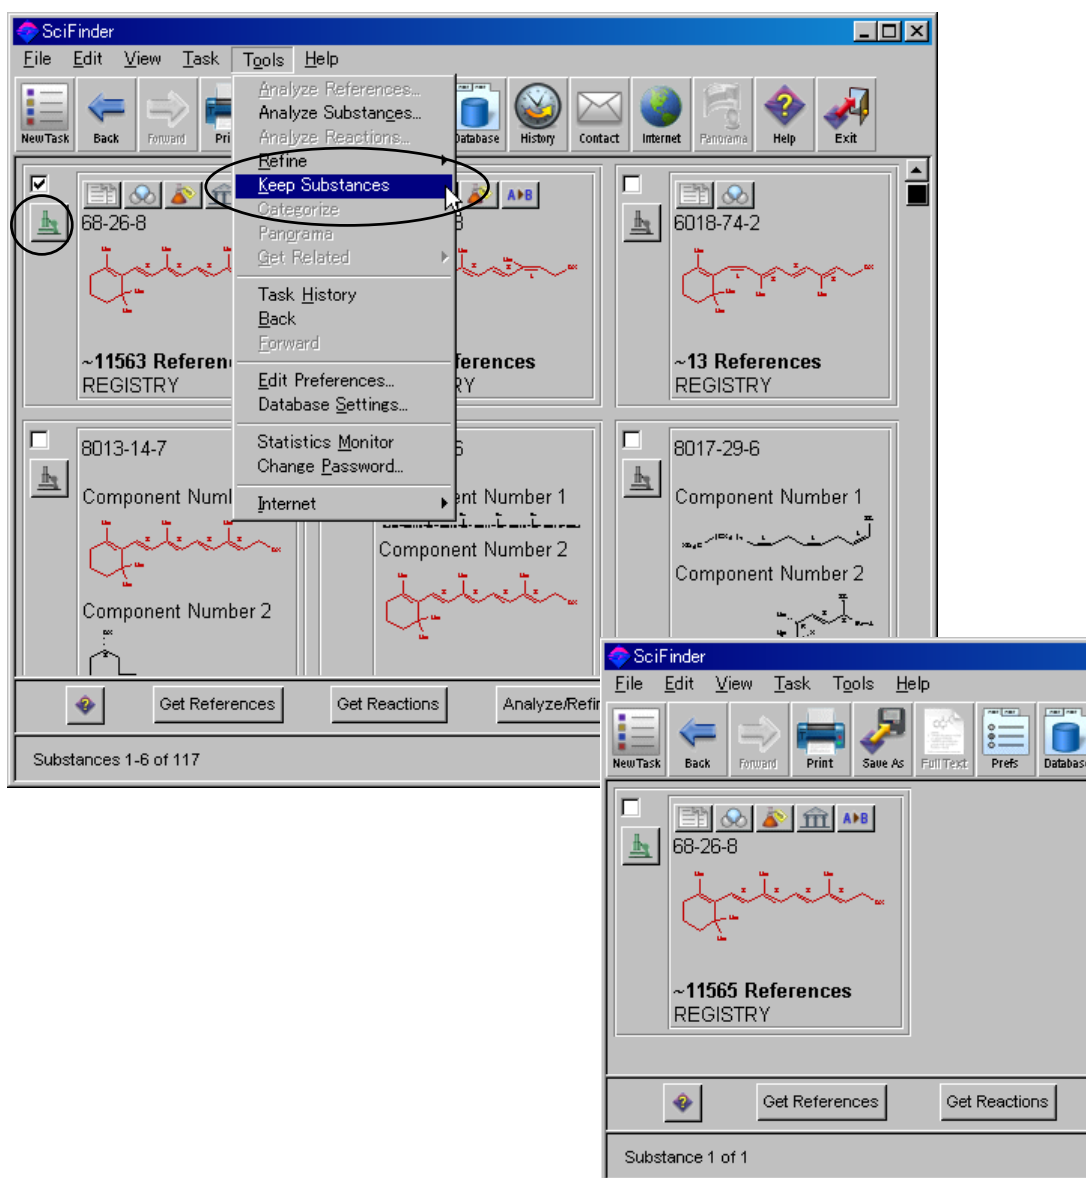 SciFinder
File Edit View Task Tools Help
NewTask Back Forward Pri Database History Contact Internet Panorama Help Exit
Analyze References...
Analyze Substances...
Analyze Reactions...
Refine
Keep Substances
Categorize
Panorama
Get Related
Task History
Back
Forward
Edit Preferences...
Database Settings...
Statistics Monitor
Change Password...
Internet
A▶B
68-26-8
8
6018-74-2
~11563 Referen
ferences
~13 References
REGISTRY
RY
REGISTRY
8013-14-7
6
8017-29-6
Component Numl
ent Number 1
Component Number 1
Component Number 2
Component Number 2
Component Number 2
Get References Get Reactions Analyze/Refin
Substances 1-6 of 117
SciFinder
File Edit View Task Tools Help
NewTask Back Forward Print Save As Full Text Prefs Databas
A▶B
68-26-8
~11565 References
REGISTRY
Get References Get Reactions
Substance 1 of 1